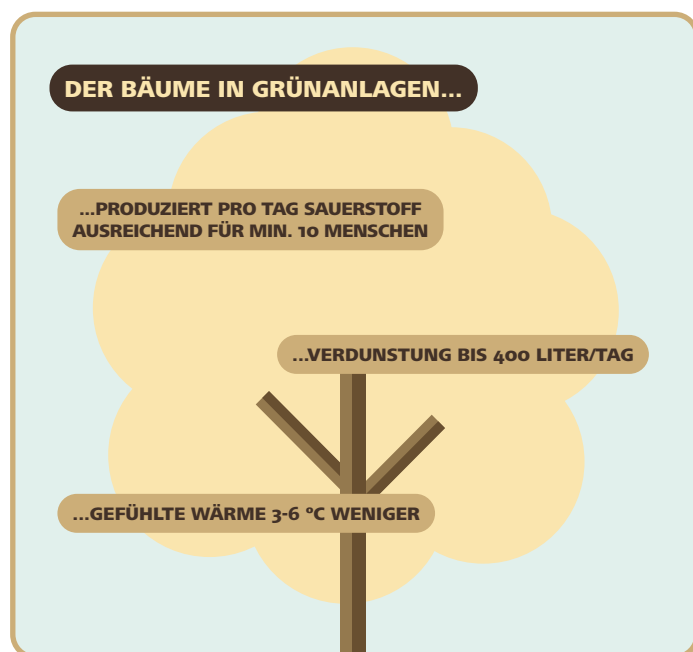 DER BÄUME IN GRÜNANLAGEN...
...PRODUZIERT PRO TAG SAUERSTOFF
AUSREICHEND FÜR MIN. 10 MENSCHEN
...VERDUNSTUNG BIS 400 LITER/TAG
...GEFÜHLTE WÄRME 3-6 °C WENIGER